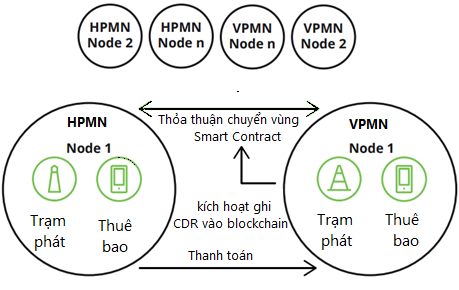 HPMN
Node 2
HPMN
Node n
VPMN
Node n
VPMN
Node 2
Thỏa thuận chuyển vùng
Smart Contract
HPMN
Node 1
Trạm
phát
Thuê
bao
kích hoạt ghi
CDR vào blockchain
Thanh toán
VPMN
Node 1
Trạm
phát
Thuê
bao